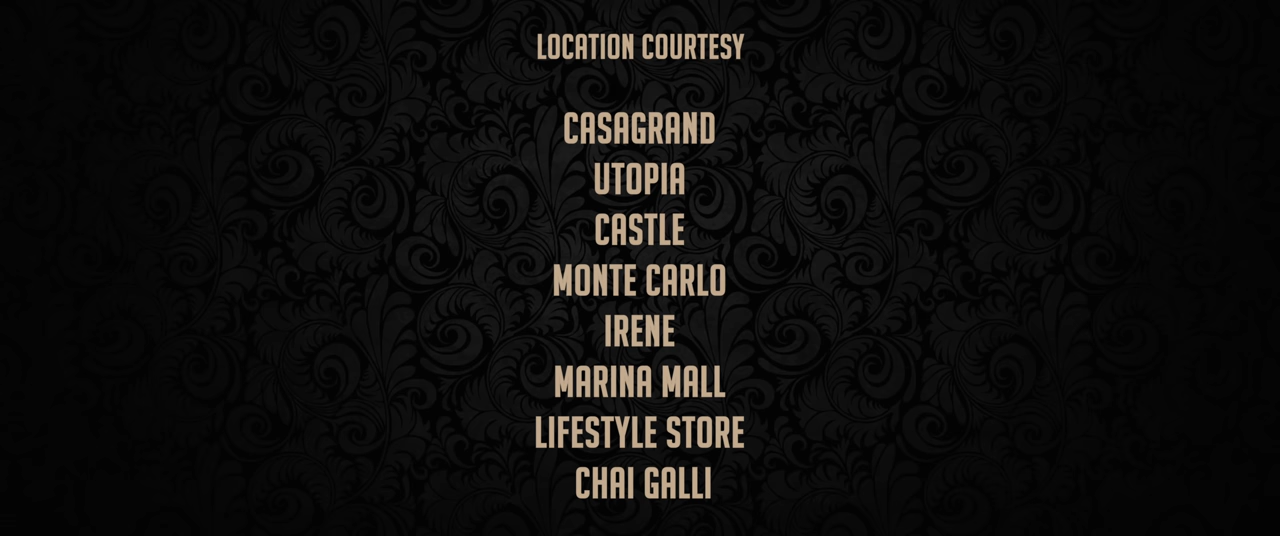 LOCATION COURTESY
CASAGRAND
UTOPIA
CASTLE
MONTE CARLO
IRENE
MARINA MALL
LIFESTYLE STORE
CHAI GALLI